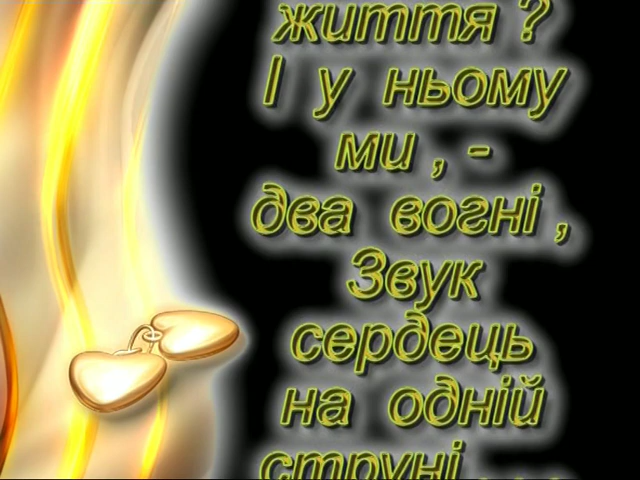 життя ?
І у ньому
ми , -
два вогні ,
Звук
сердець
на одній
струні . . .